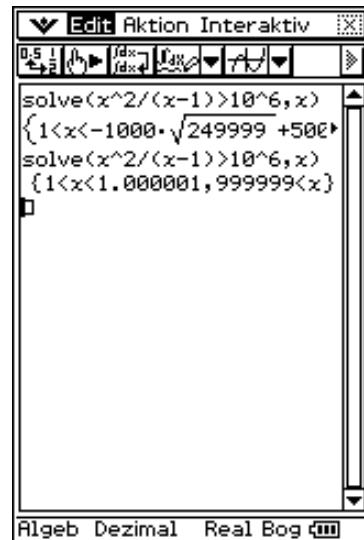 Edit Aktion Interaktiv
solve(x^2/(x-1)>10^6,x)
{1<x<-1000·√249999 +500
solve(x^2/(x-1)>10^6,x)
{1<x<1.000001,999999<x}
Algeb Dezimal Real Bog